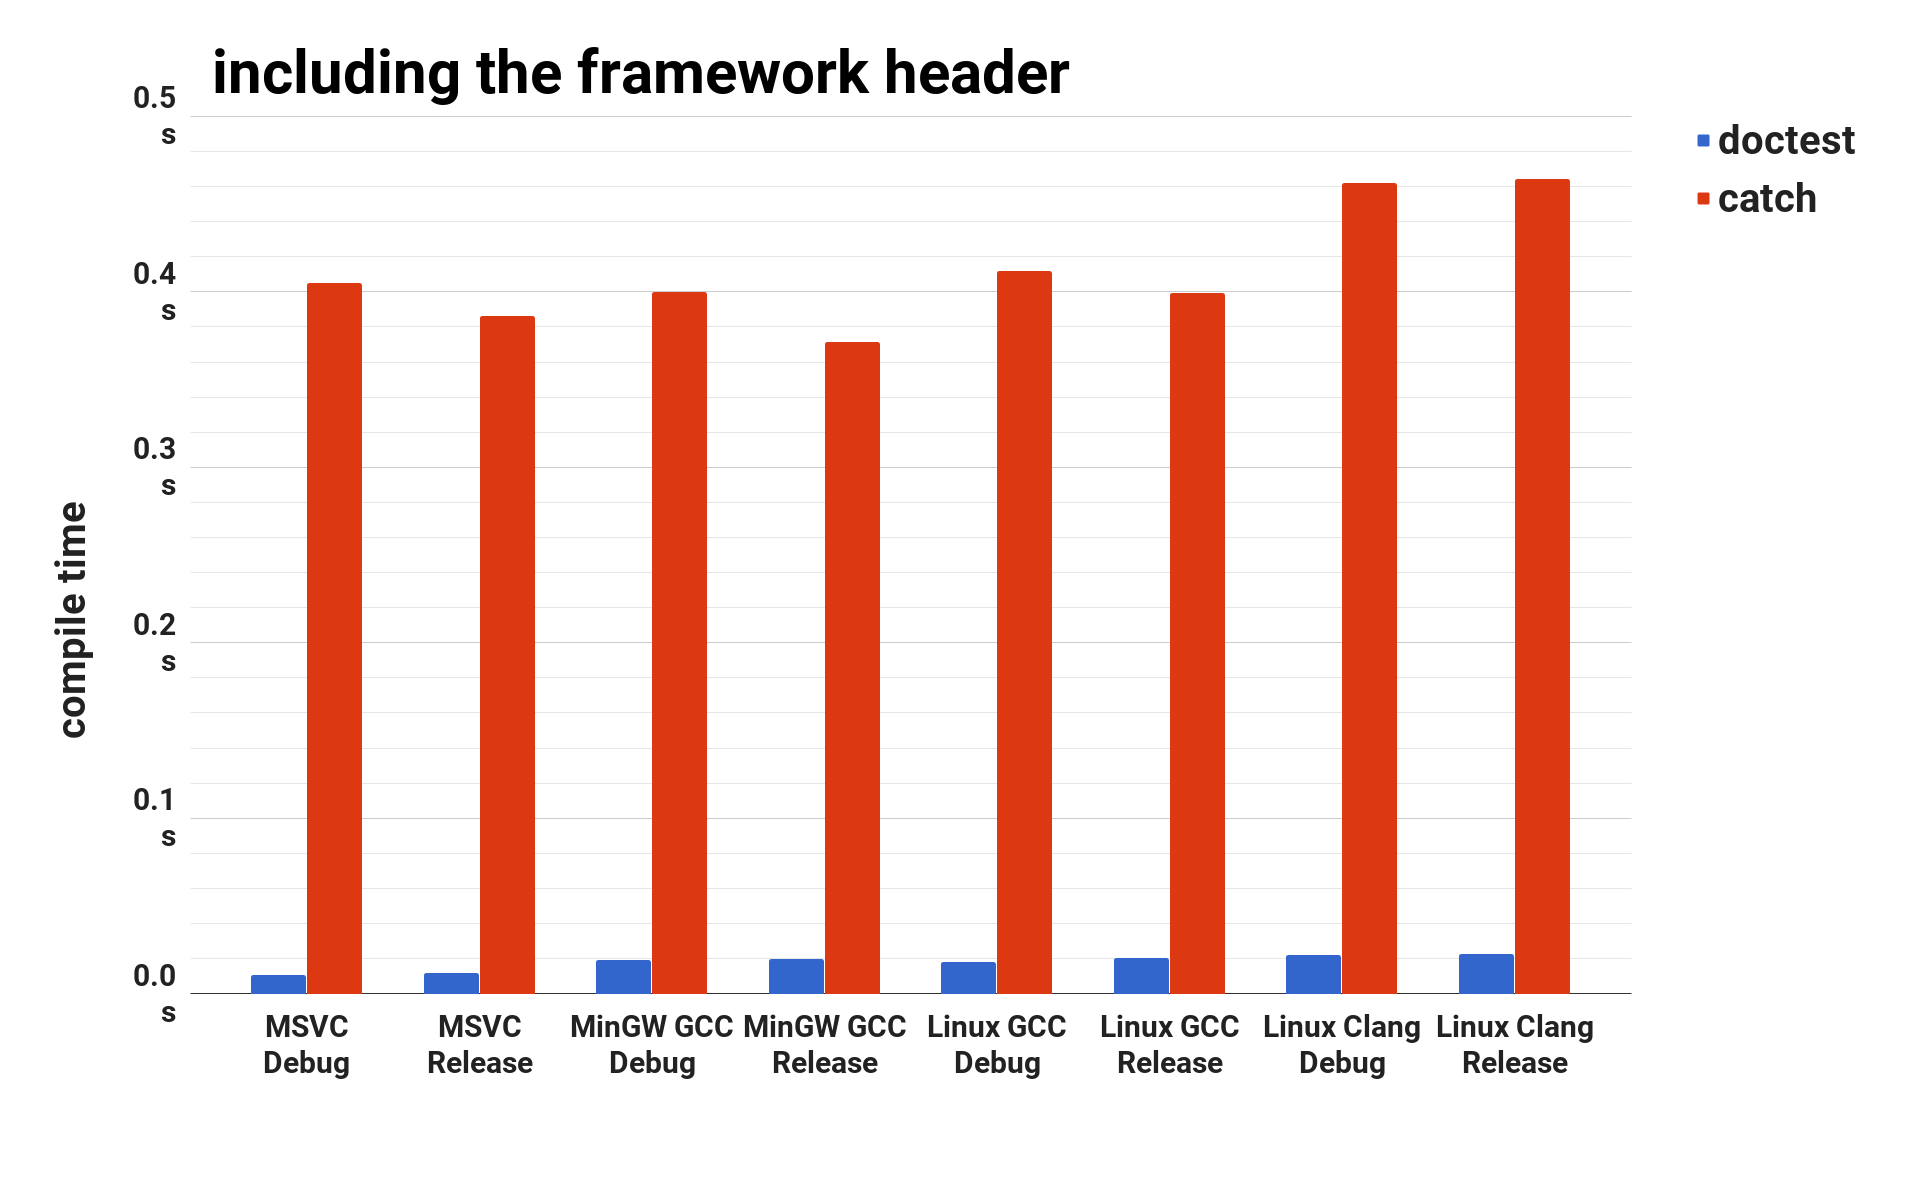 including the framework header
0.5
s
0.4
s
0.3
s
0.2
s
0.1
s
0.0
s
compile time
doctest
catch
MSVC
Debug
MSVC
Release
MinGW GCC
Debug
MinGW GCC
Release
Linux GCC
Debug
Linux GCC
Release
Linux Clang
Debug
Linux Clang
Release